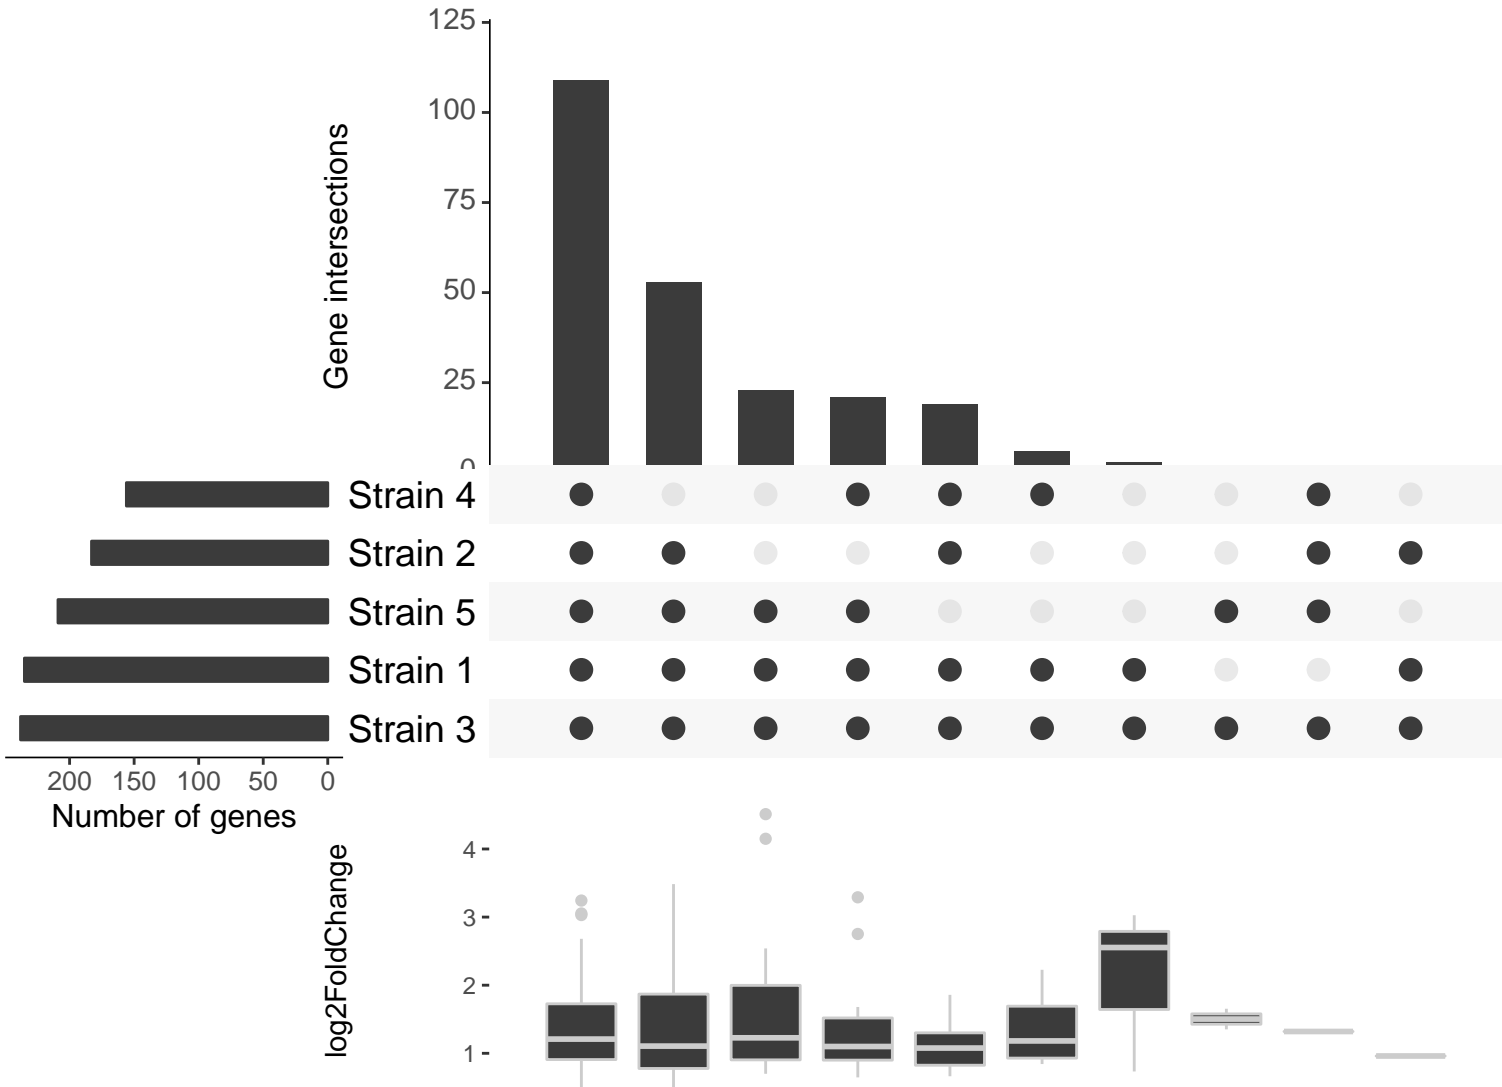 125
100
75
50
25
0
Gene intersections
Strain 4
Strain 2
Strain 5
Strain 1
Strain 3
200 150 100 50 0
Number of genes
4
3
2
1
log2FoldChange